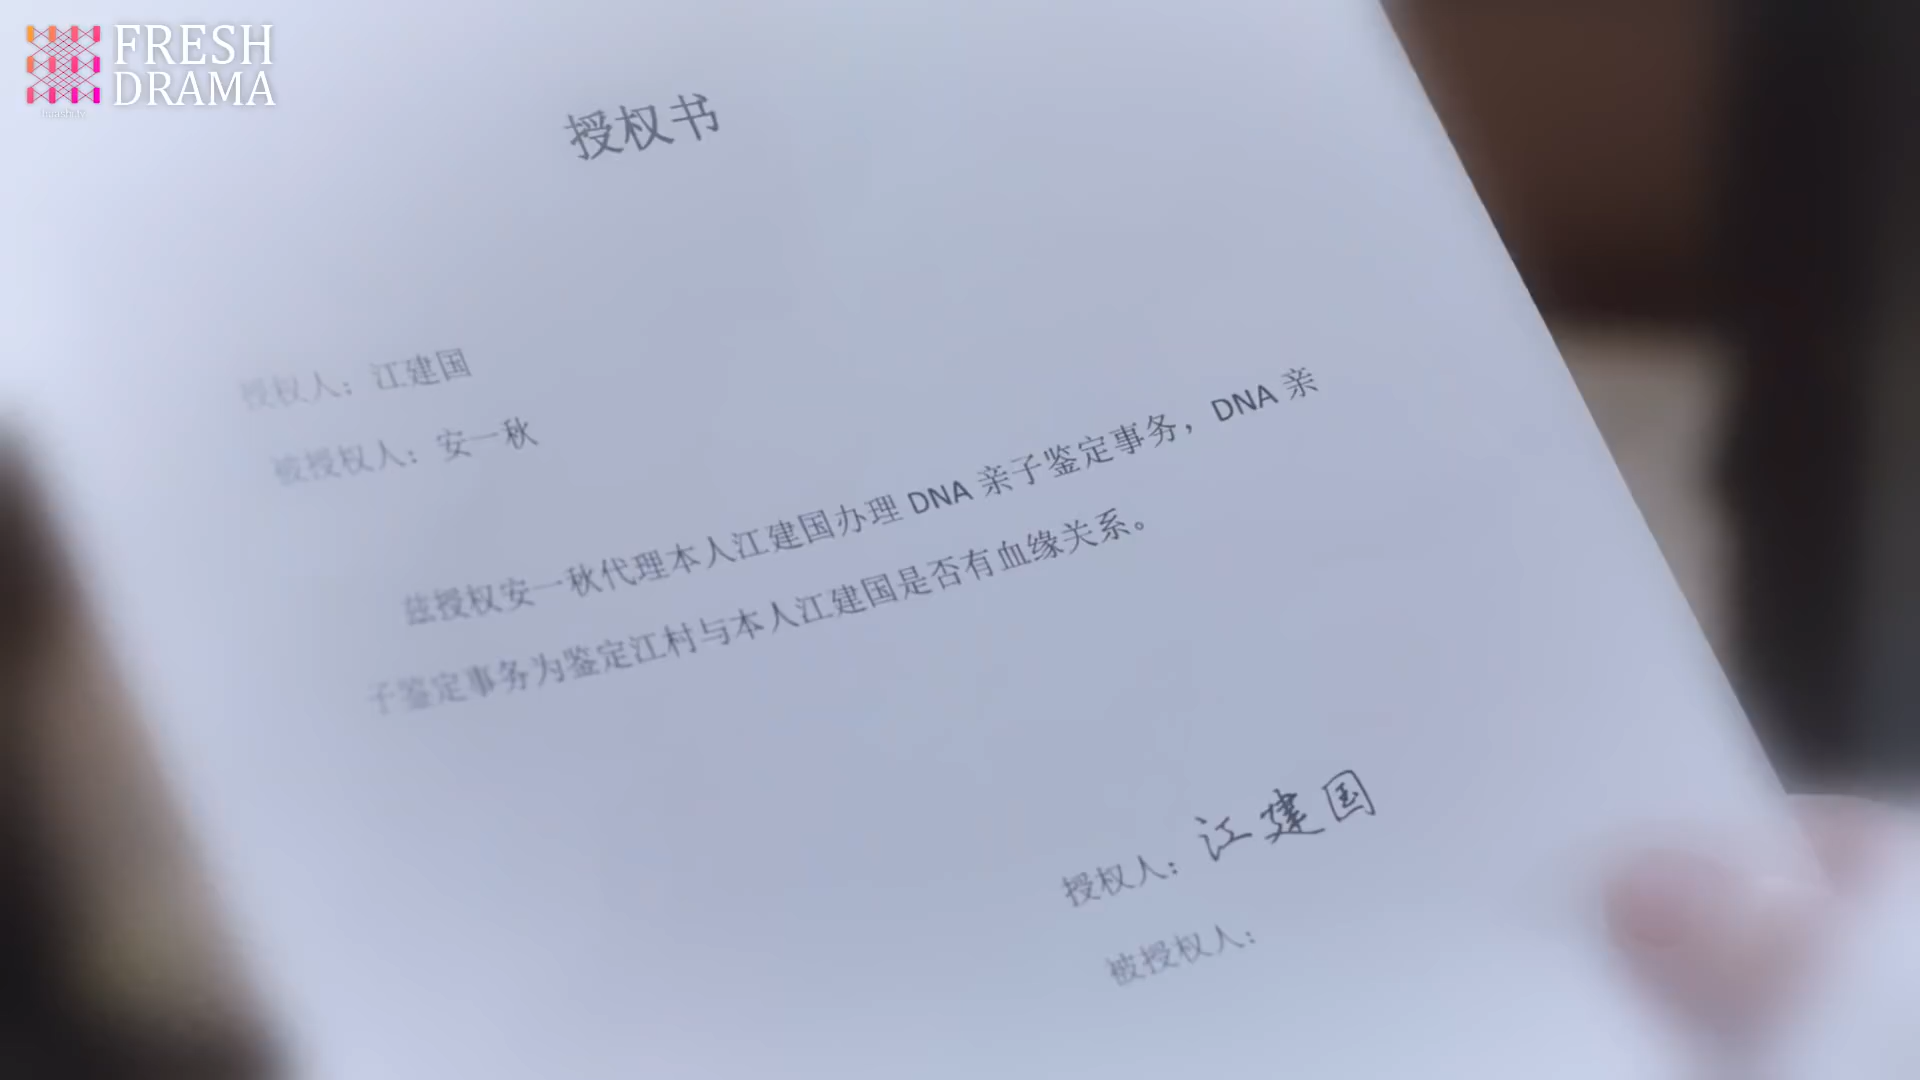 FRESH
DRAMA
授权书
授权人：江建国
被授权人：安一秋
兹授权安一秋代理本人江建国办理 DNA 亲子鉴定事务，DNA 亲
子鉴定事务为鉴定江村与本人江建国是否有血缘关系。
授权人：江建国
被授权人：